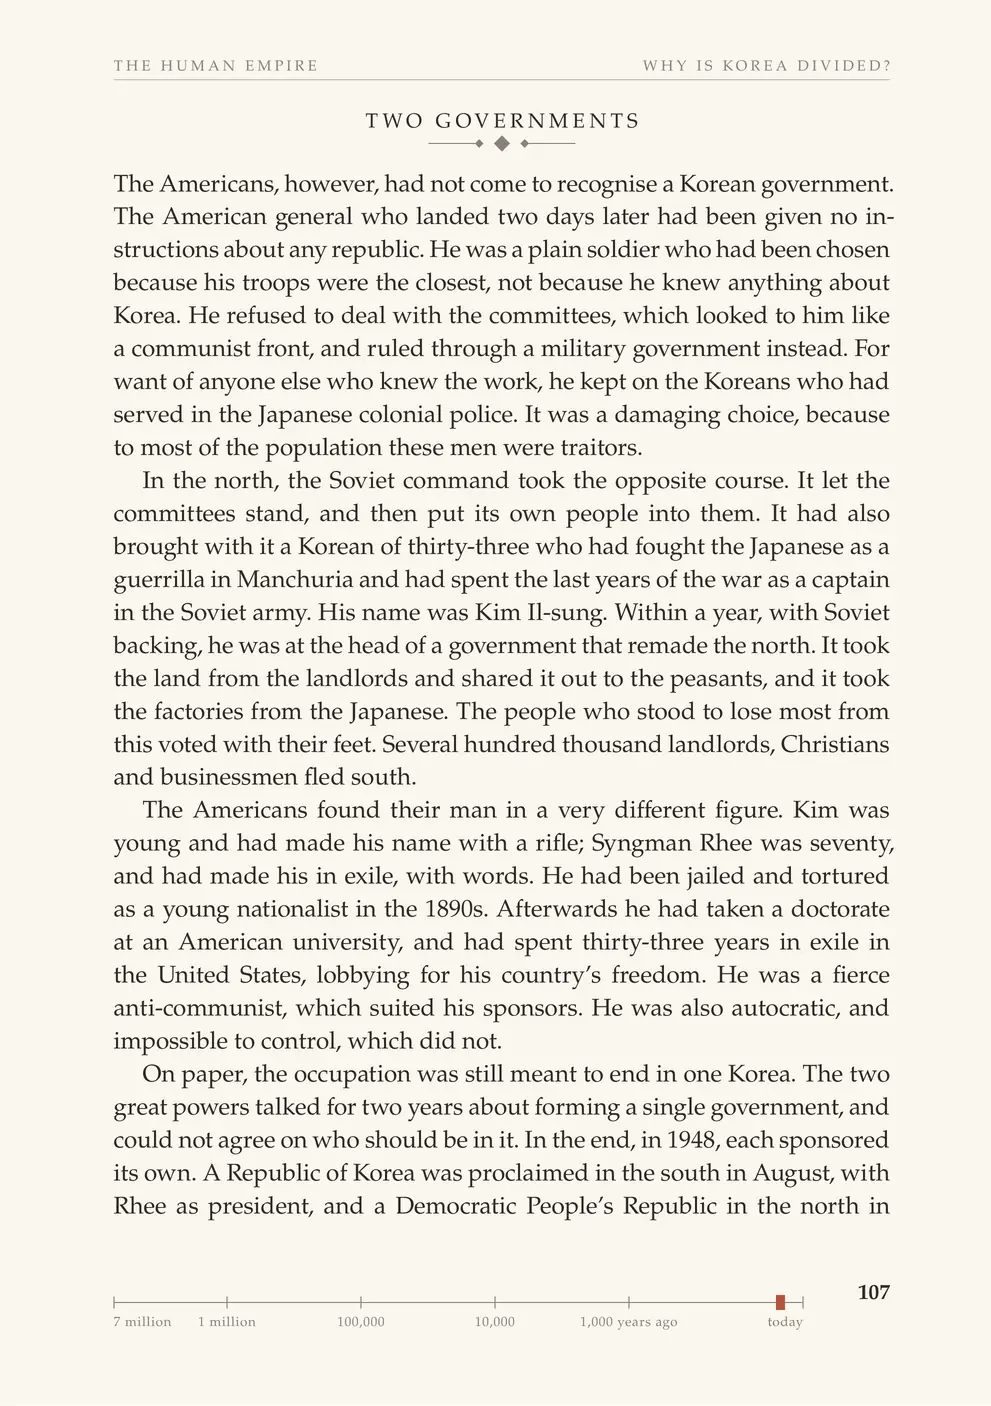 THE HUMAN EMPIRE
WHY IS KOREA DIVIDED?
TWO GOVERNMENTS
The Americans, however, had not come to recognise a Korean government.
The American general who landed two days later had been given no in-
structions about any republic. He was a plain soldier who had been chosen
because his troops were the closest, not because he knew anything about
Korea. He refused to deal with the committees, which looked to him like
a communist front, and ruled through a military government instead. For
want of anyone else who knew the work, he kept on the Koreans who had
served in the Japanese colonial police. It was a damaging choice, because
to most of the population these men were traitors.
In the north, the Soviet command took the opposite course. It let the
committees stand, and then put its own people into them. It had also
brought with it a Korean of thirty-three who had fought the Japanese as a
guerrilla in Manchuria and had spent the last years of the war as a captain
in the Soviet army. His name was Kim Il-sung. Within a year, with Soviet
backing, he was at the head of a government that remade the north. It took
the land from the landlords and shared it out to the peasants, and it took
the factories from the Japanese. The people who stood to lose most from
this voted with their feet. Several hundred thousand landlords, Christians
and businessmen fled south.
The Americans found their man in a very different figure. Kim was
young and had made his name with a rifle; Syngman Rhee was seventy,
and had made his in exile, with words. He had been jailed and tortured
as a young nationalist in the 1890s. Afterwards he had taken a doctorate
at an American university, and had spent thirty-three years in exile in
the United States, lobbying for his country’s freedom. He was a fierce
anti-communist, which suited his sponsors. He was also autocratic, and
impossible to control, which did not.
On paper, the occupation was still meant to end in one Korea. The two
great powers talked for two years about forming a single government, and
could not agree on who should be in it. In the end, in 1948, each sponsored
its own. A Republic of Korea was proclaimed in the south in August, with
Rhee as president, and a Democratic People’s Republic in the north in
107
7 million
1 million
100,000
10,000
1,000 years ago
today